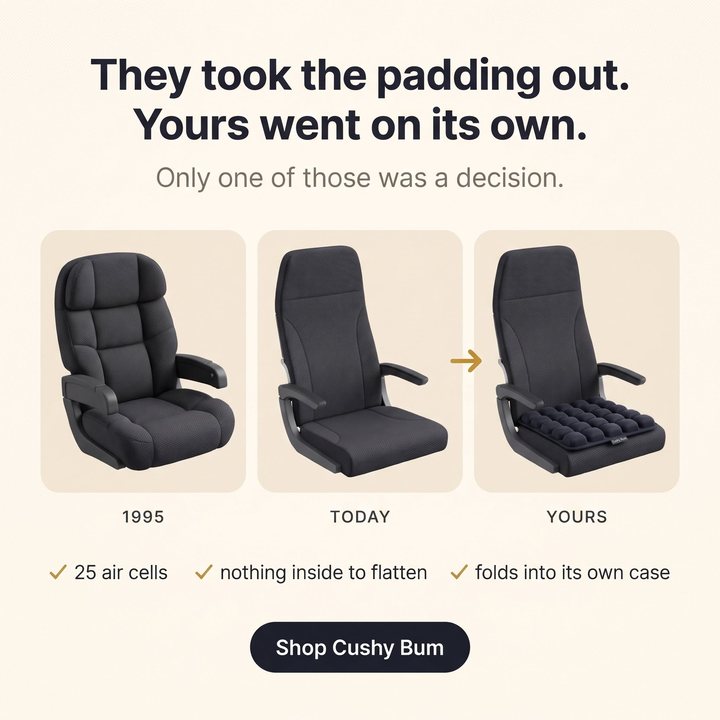 They took the padding out.
Yours went on its own.
Only one of those was a decision.
1995
TODAY
YOURS
25 air cells
nothing inside to flatten
folds into its own case
Shop Cushy Bum